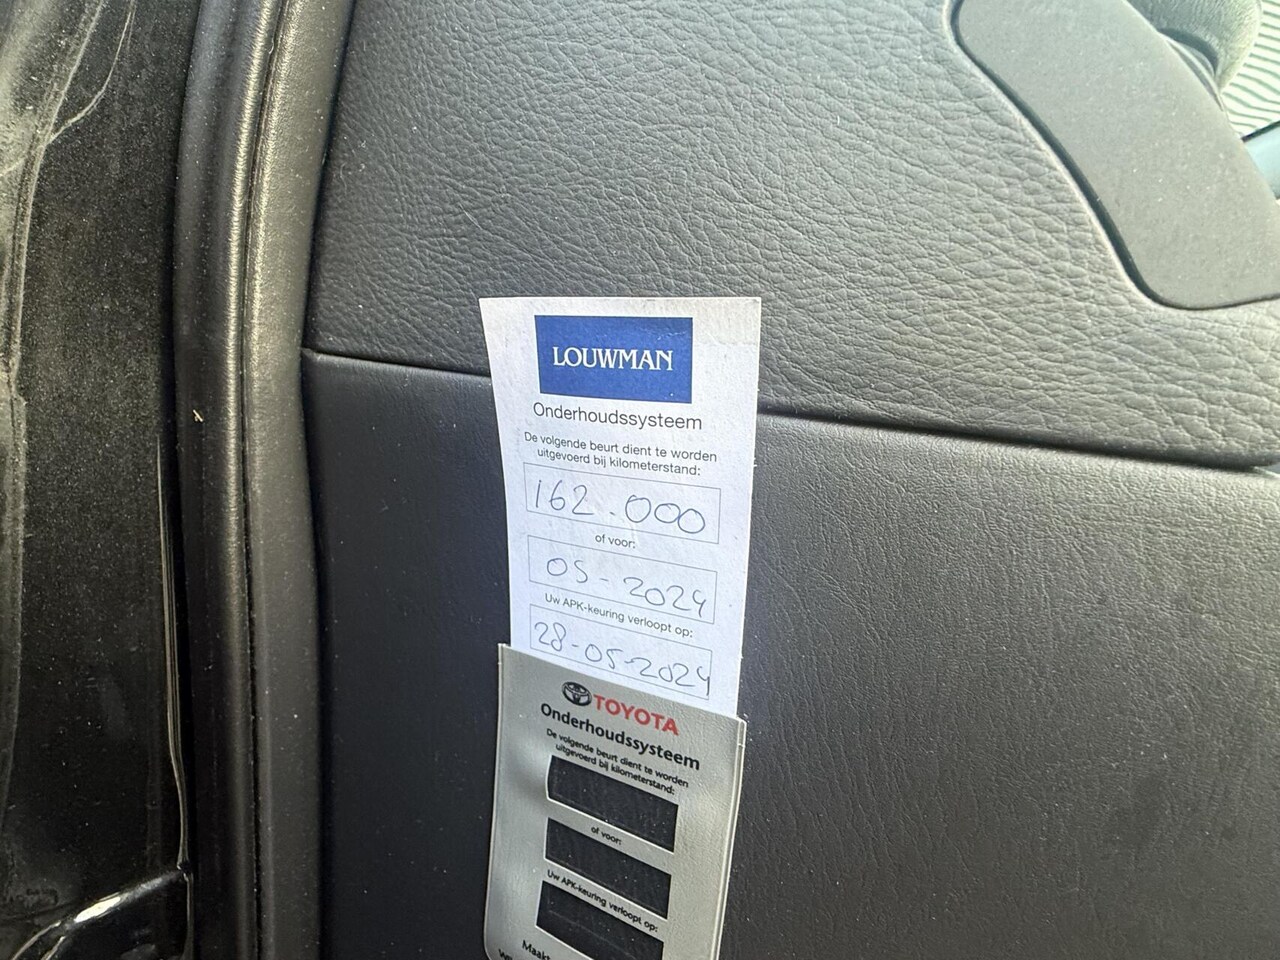 LOUWMAN
Onderhoudssysteem
De volgende beurt dient te worden
uitgevoerd bij kilometerstand:
162.000
of voor:
05-2024
Uw APK-keuring verloopt op:
28-05-2024
TOYOTA
Onderhoudssysteem
De volgende beurt dient te worden
uitgevoerd bij kilometerstand:
of voor:
Uw APK-keuring verloopt op: